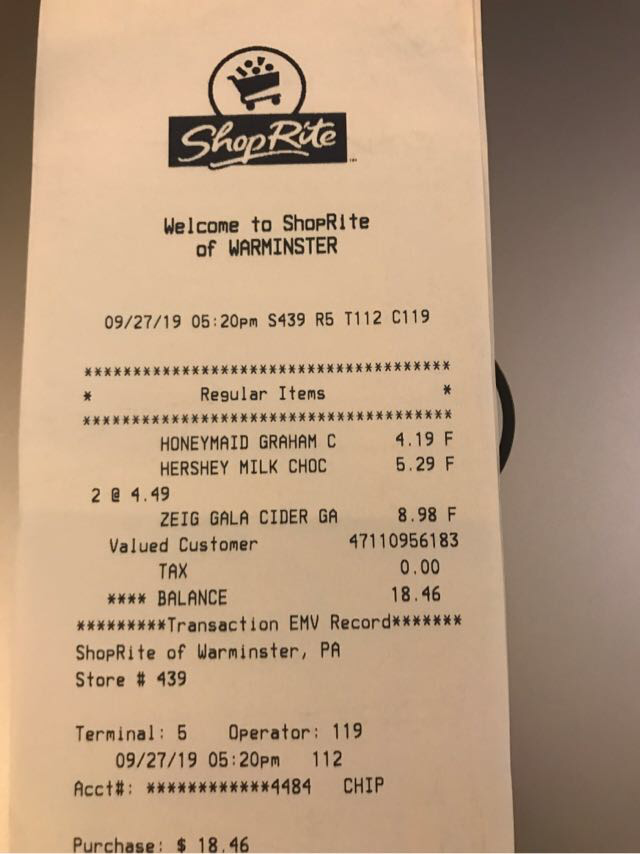 ShopRite
Welcome to ShopRite
of WARMINSTER
09/27/19 05:20pm S439 R5 T112 C119
*************************************
* Regular Items *
*************************************
HONEYMAID GRAHAM C 4.19 F
HERSHEY MILK CHOC 5.29 F
2 @ 4.49
ZEIG GALA CIDER GA 8.98 F
Valued Customer 47110956183
TAX 0.00
**** BALANCE 18.46
*********Transaction EMV Record*******
ShopRite of Warminster, PA
Store # 439
Terminal: 5 Operator: 119
09/27/19 05:20pm 112
Acct#: ************4484 CHIP
Purchase: $ 18.46